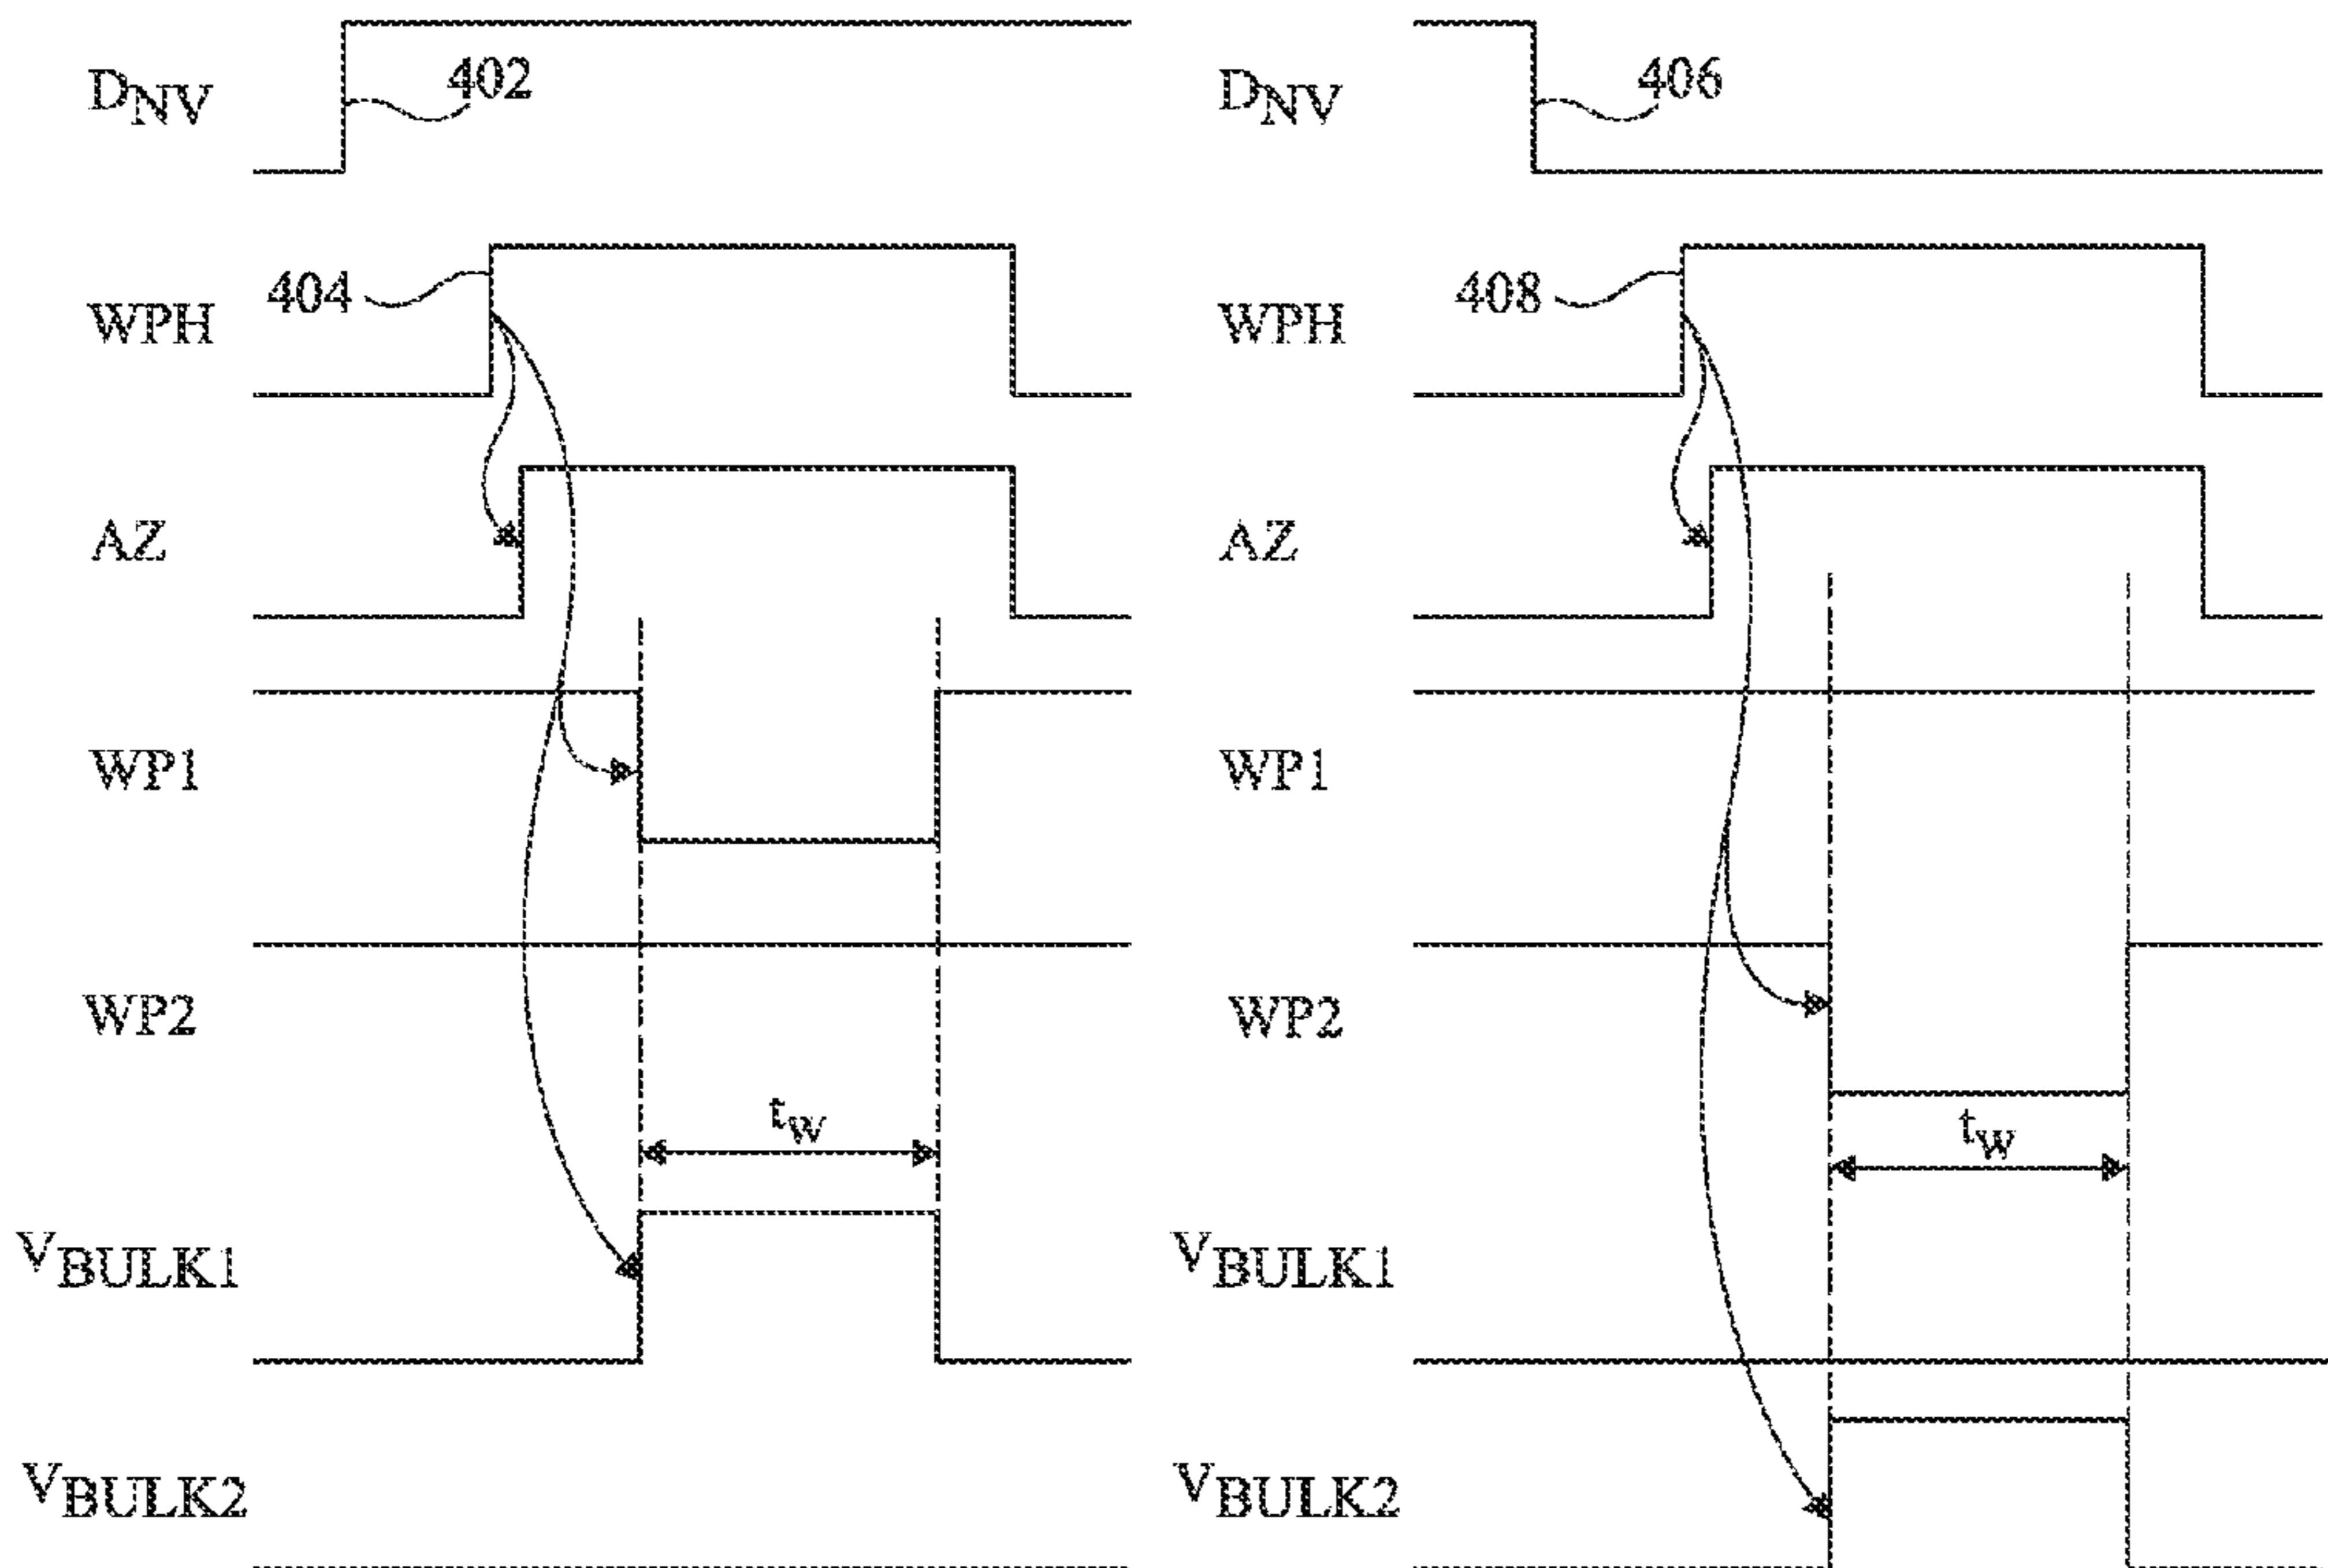 DNV 402
WPH 404
AZ
WP1
WP2
tW
VBULK1
VBULK2
DNV 406
WPH 408
AZ
WP1
WP2
tW
VBULK1
VBULK2